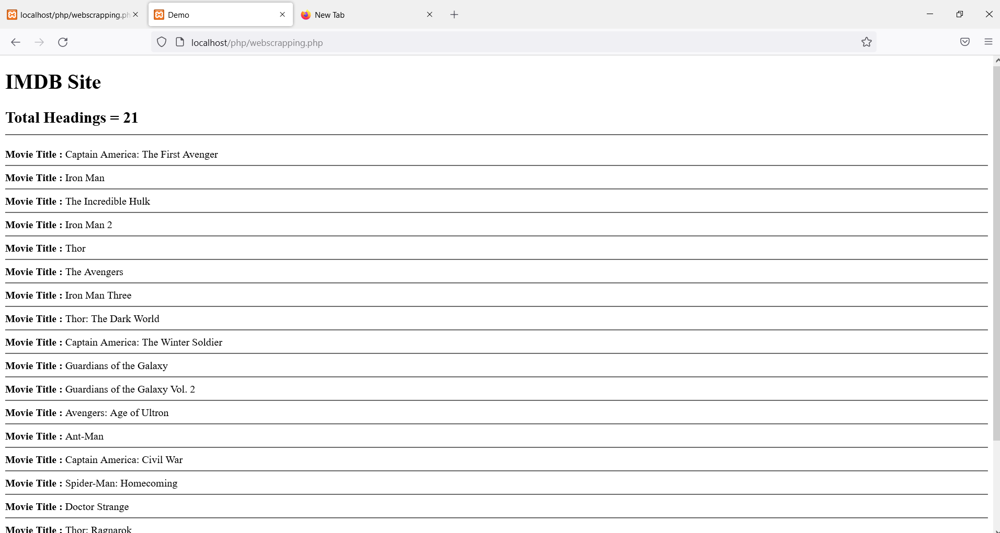 localhost/php/webscrapping.ph
Demo
New Tab
localhost/php/webscrapping.php
IMDB Site
Total Headings = 21
Movie Title : Captain America: The First Avenger
Movie Title : Iron Man
Movie Title : The Incredible Hulk
Movie Title : Iron Man 2
Movie Title : Thor
Movie Title : The Avengers
Movie Title : Iron Man Three
Movie Title : Thor: The Dark World
Movie Title : Captain America: The Winter Soldier
Movie Title : Guardians of the Galaxy
Movie Title : Guardians of the Galaxy Vol. 2
Movie Title : Avengers: Age of Ultron
Movie Title : Ant-Man
Movie Title : Captain America: Civil War
Movie Title : Spider-Man: Homecoming
Movie Title : Doctor Strange
Movie Title : Thor: Ragnarok